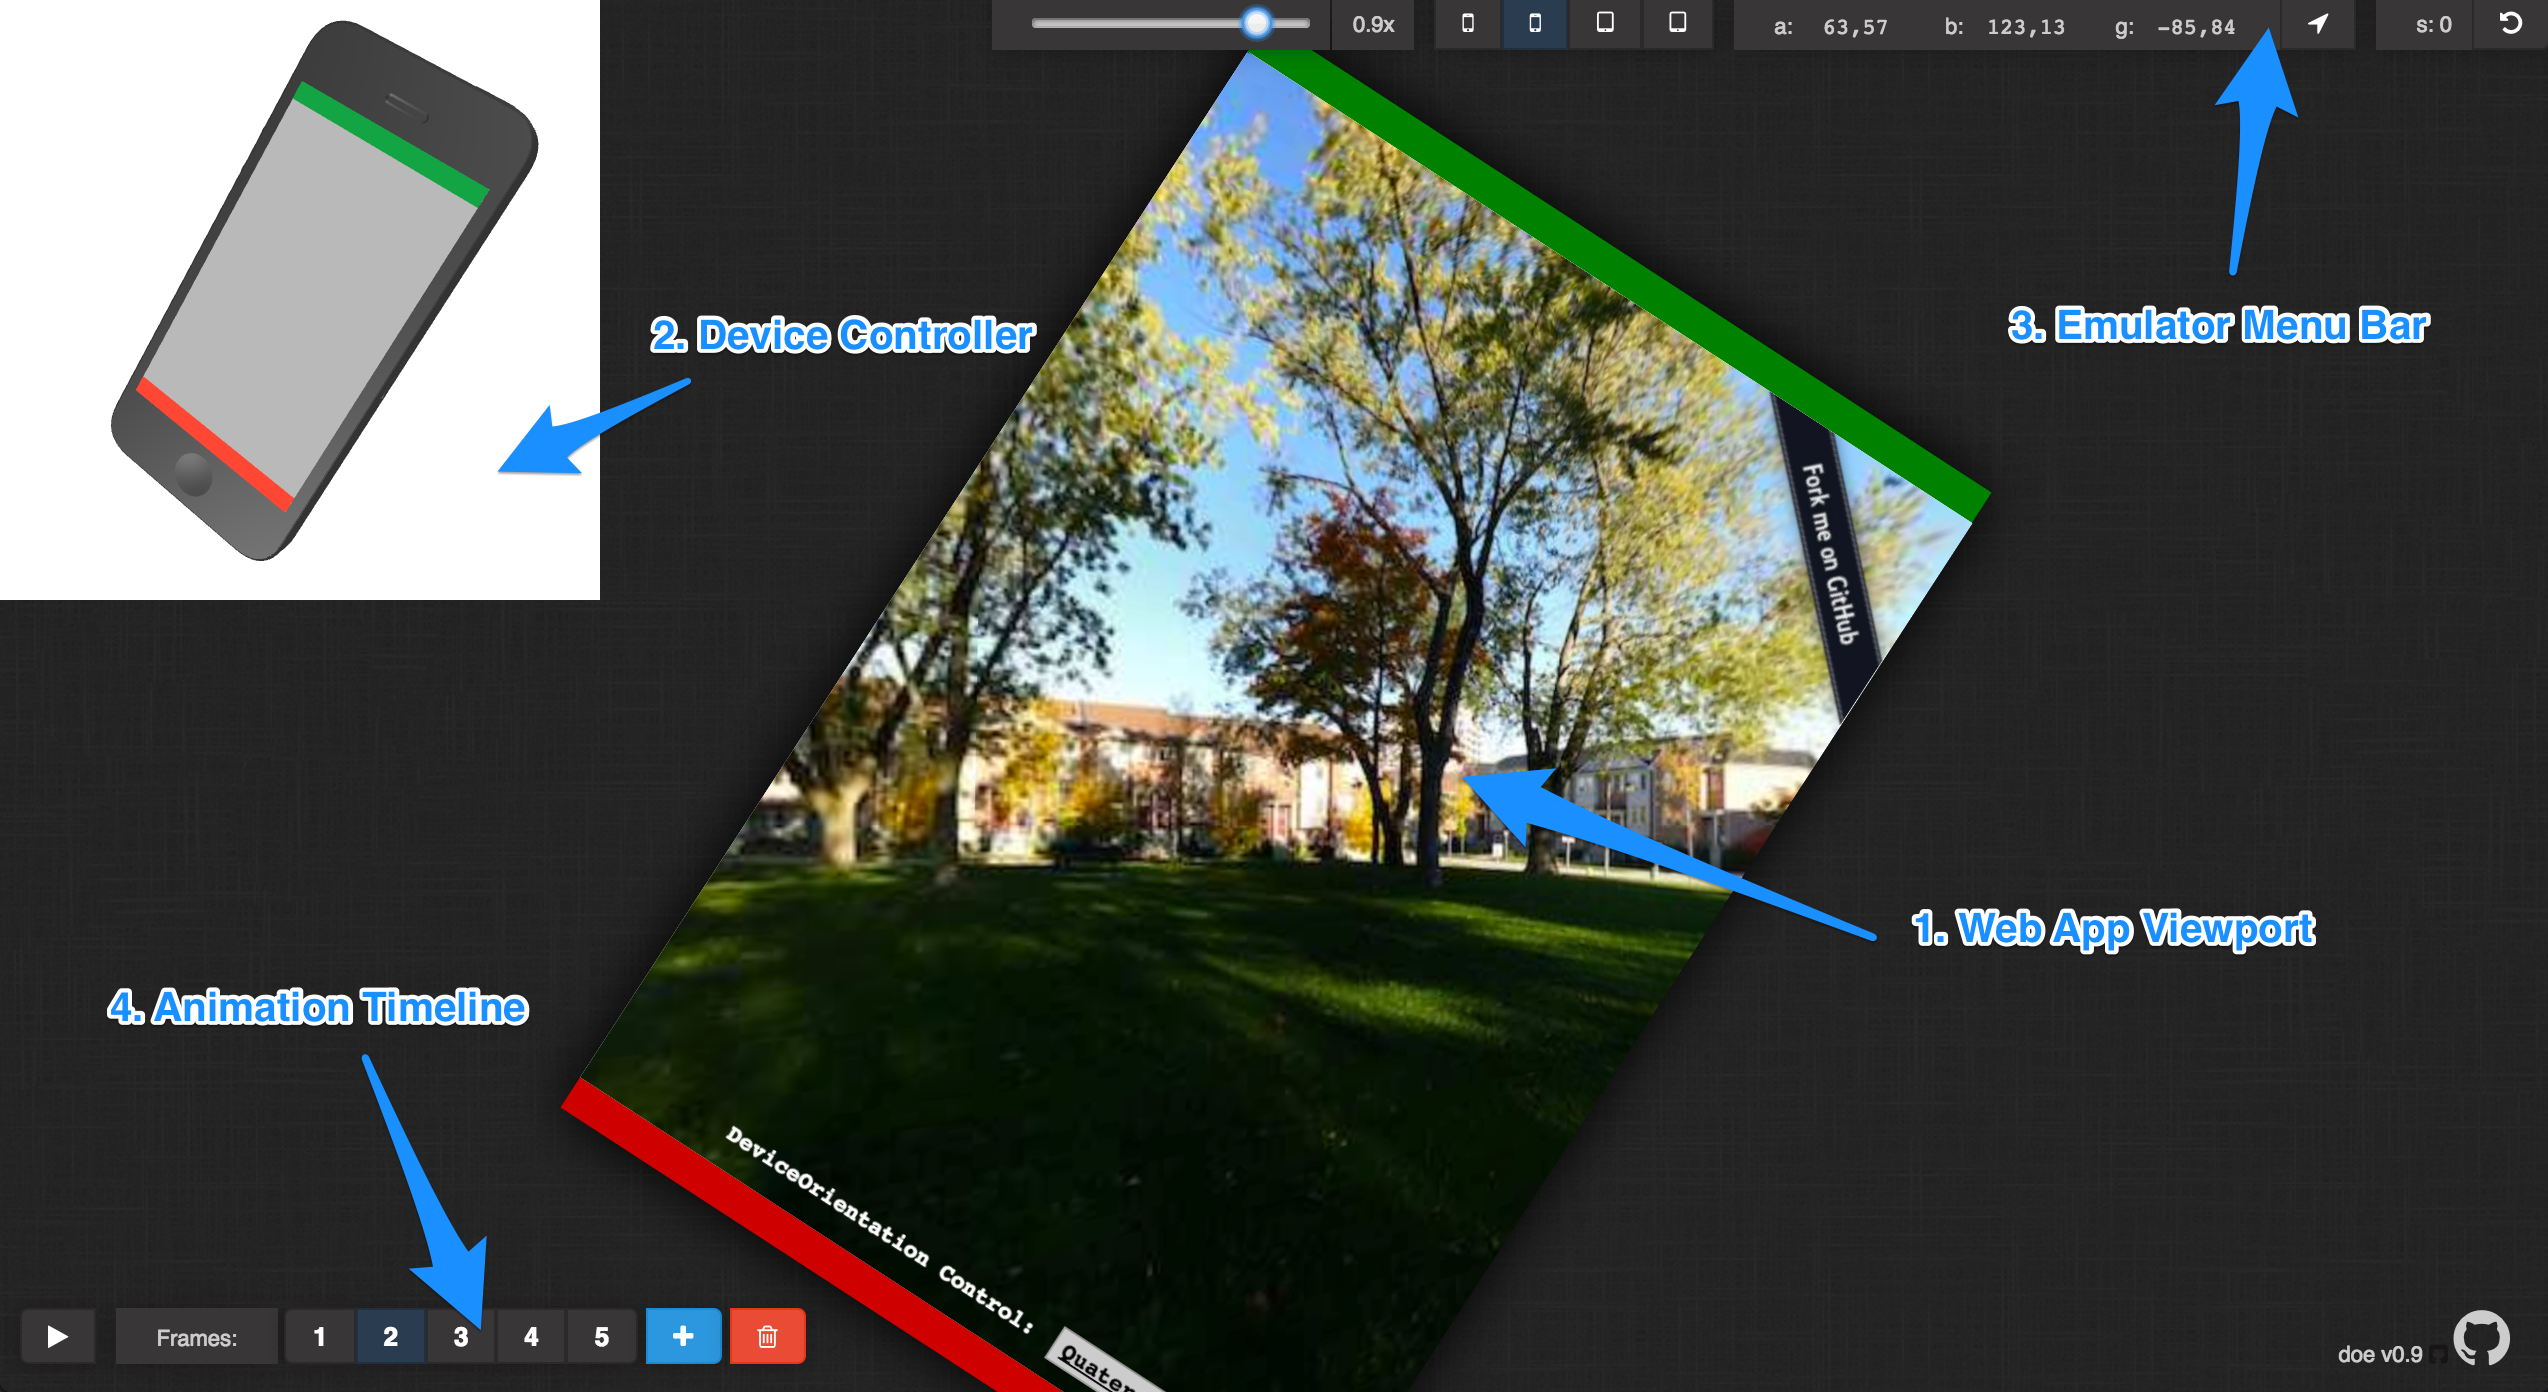 0.9x
a: 63,57 b: 123,13 g: -85,84
s: 0
2. Device Controller
3. Emulator Menu Bar
Fork me on GitHub
1. Web App Viewport
4. Animation Timeline
DeviceOrientation Control:
Quater
Frames: 1 2 3 4 5 +
doe v0.9